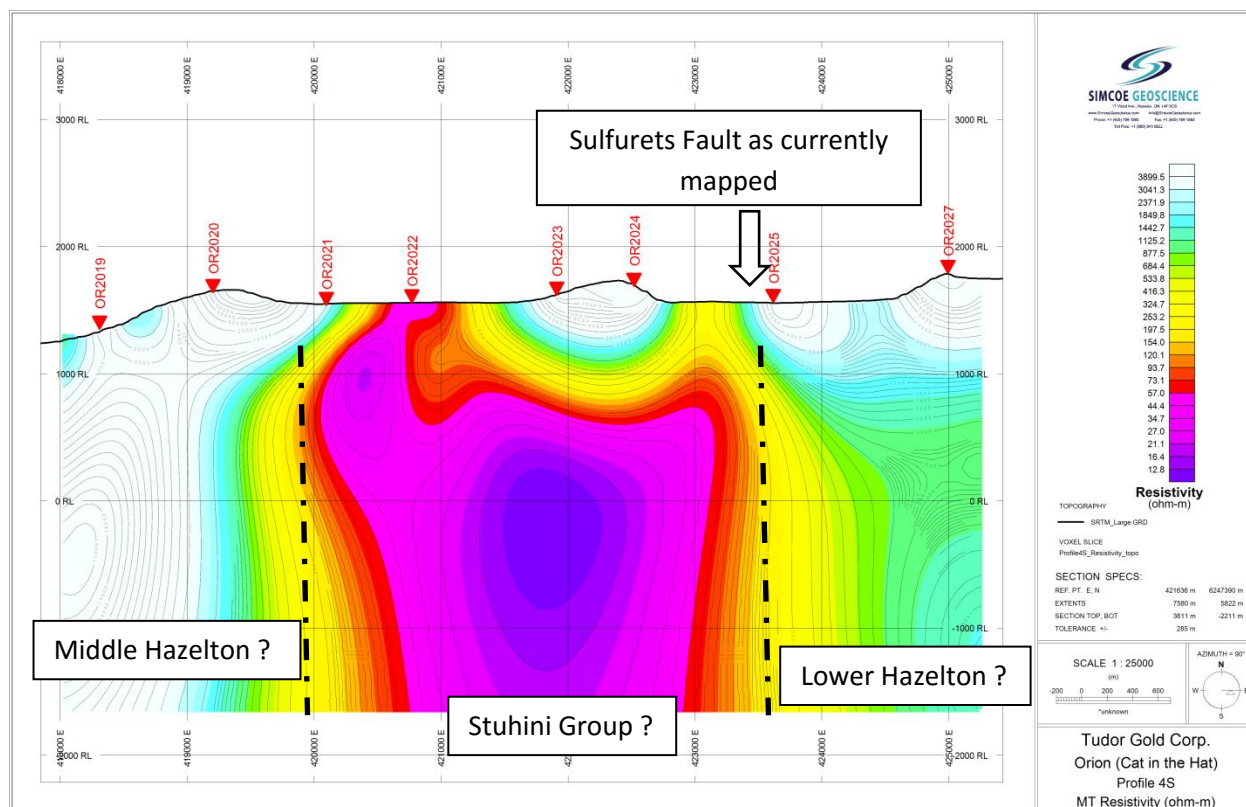 418000 E
419000 E
420000 E
421000 E
422000 E
423000 E
424000 E
425000 E
3000 RL
3000 RL
Sulfurets Fault as currently
mapped
2000 RL
2000 RL
OR2019
OR2020
OR2021
OR2022
OR2023
OR2024
OR2025
OR2027
1000 RL
1000 RL
0 RL
0 RL
-1000 RL
Middle Hazelton ?
Stuhini Group ?
Lower Hazelton ?
-2000 RL
419000 E
420000 E
421000 E
423000 E
424000 E
425000 E
SIMCOE GEOSCIENCE
3899.5
3041.3
2371.9
1849.8
1442.7
1125.2
877.5
684.4
533.8
416.3
324.7
253.2
197.5
154.0
120.1
93.7
73.1
57.0
44.4
34.7
27.0
21.1
16.4
12.8
Resistivity
(ohm-m)
TOPOGRAPHY
SRTM_Large.GRD
VOXEL SLICE
Profile4S_Resistivity_topo
SECTION SPECS:
REF. PT. E, N 421636 m 6247390 m
EXTENTS 7580 m 5822 m
SECTION TOP, BOT 3611 m -2211 m
TOLERANCE +/- 285 m
SCALE 1 : 25000
(m)
-200 0 200 400 600
*unknown
AZIMUTH = 90°
N
W
E
S
Tudor Gold Corp.
Orion (Cat in the Hat)
Profile 4S
MT Resistivity (ohm-m)